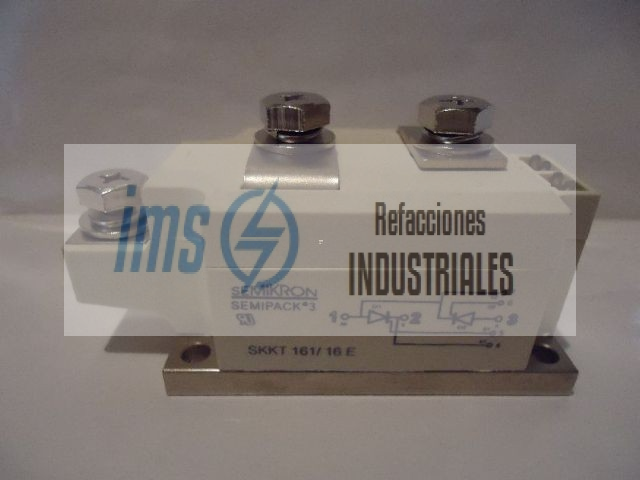 ims
Refacciones
INDUSTRIALES
SEMIKRON
SEMIPACK® 3
1 2 3
SKKT 161/ 16 E